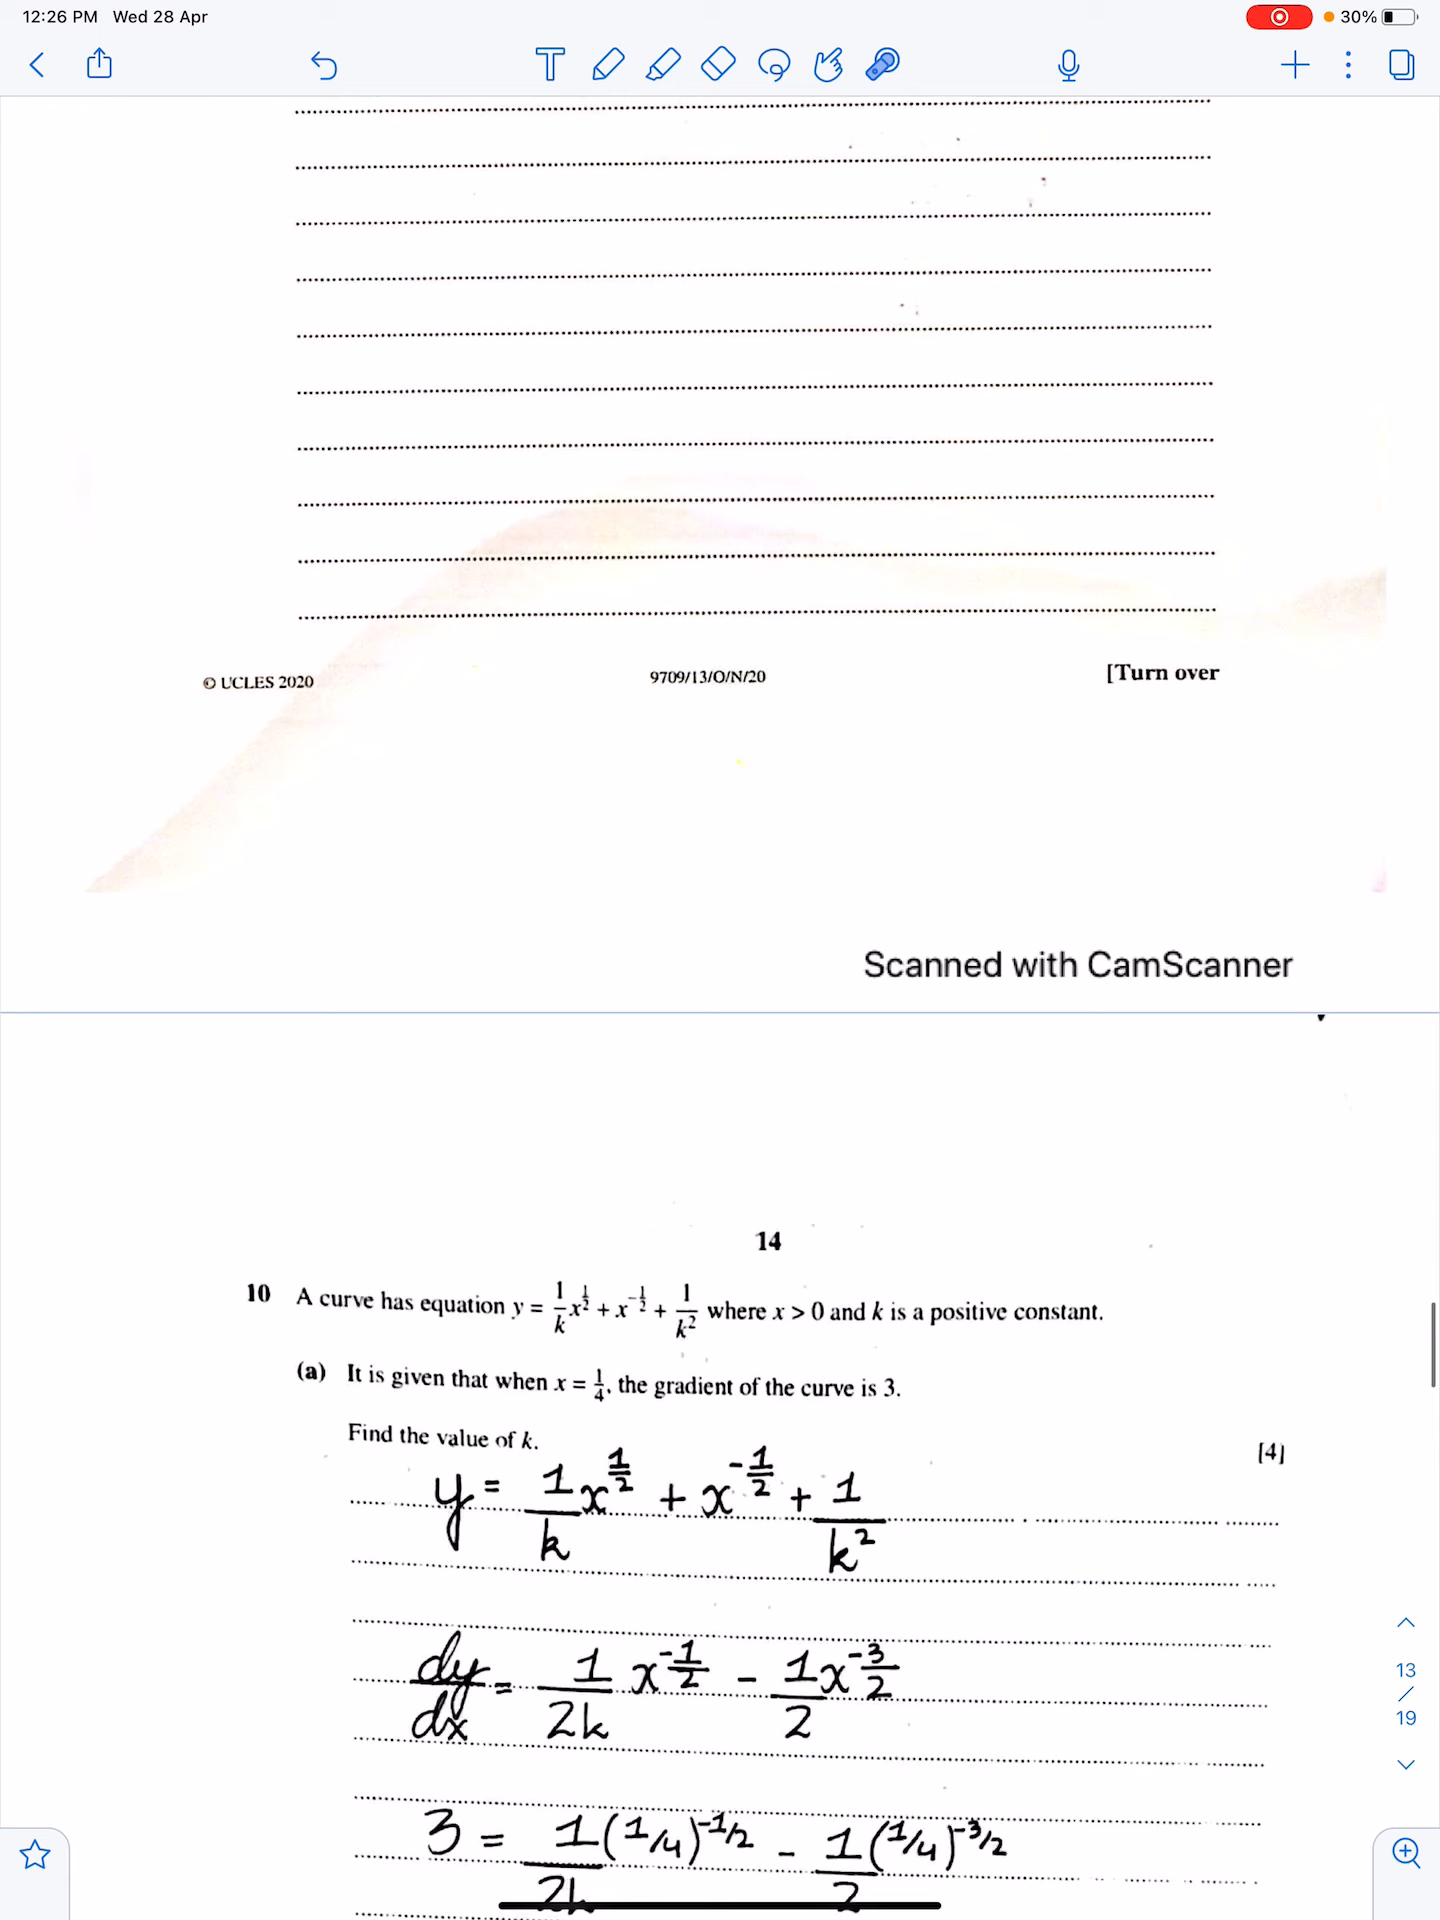 12:26 PM Wed 28 Apr
30%
T
© UCLES 2020 9709/13/O/N/20 [Turn over
Scanned with CamScanner
14
10 A curve has equation y = 1/k x^(1/2) + x^(-1/2) + 1/k² where x > 0 and k is a positive constant.
(a) It is given that when x = 1/4, the gradient of the curve is 3.
Find the value of k. [4]
y = 1/k x^(1/2) + x^(-1/2) + 1/k²
dy/dx = 1/2k x^(-1/2) - 1/2 x^(-3/2)
3 = 1/2k (1/4)^(-1/2) - 1/2 (1/4)^(-3/2)
13
/
19